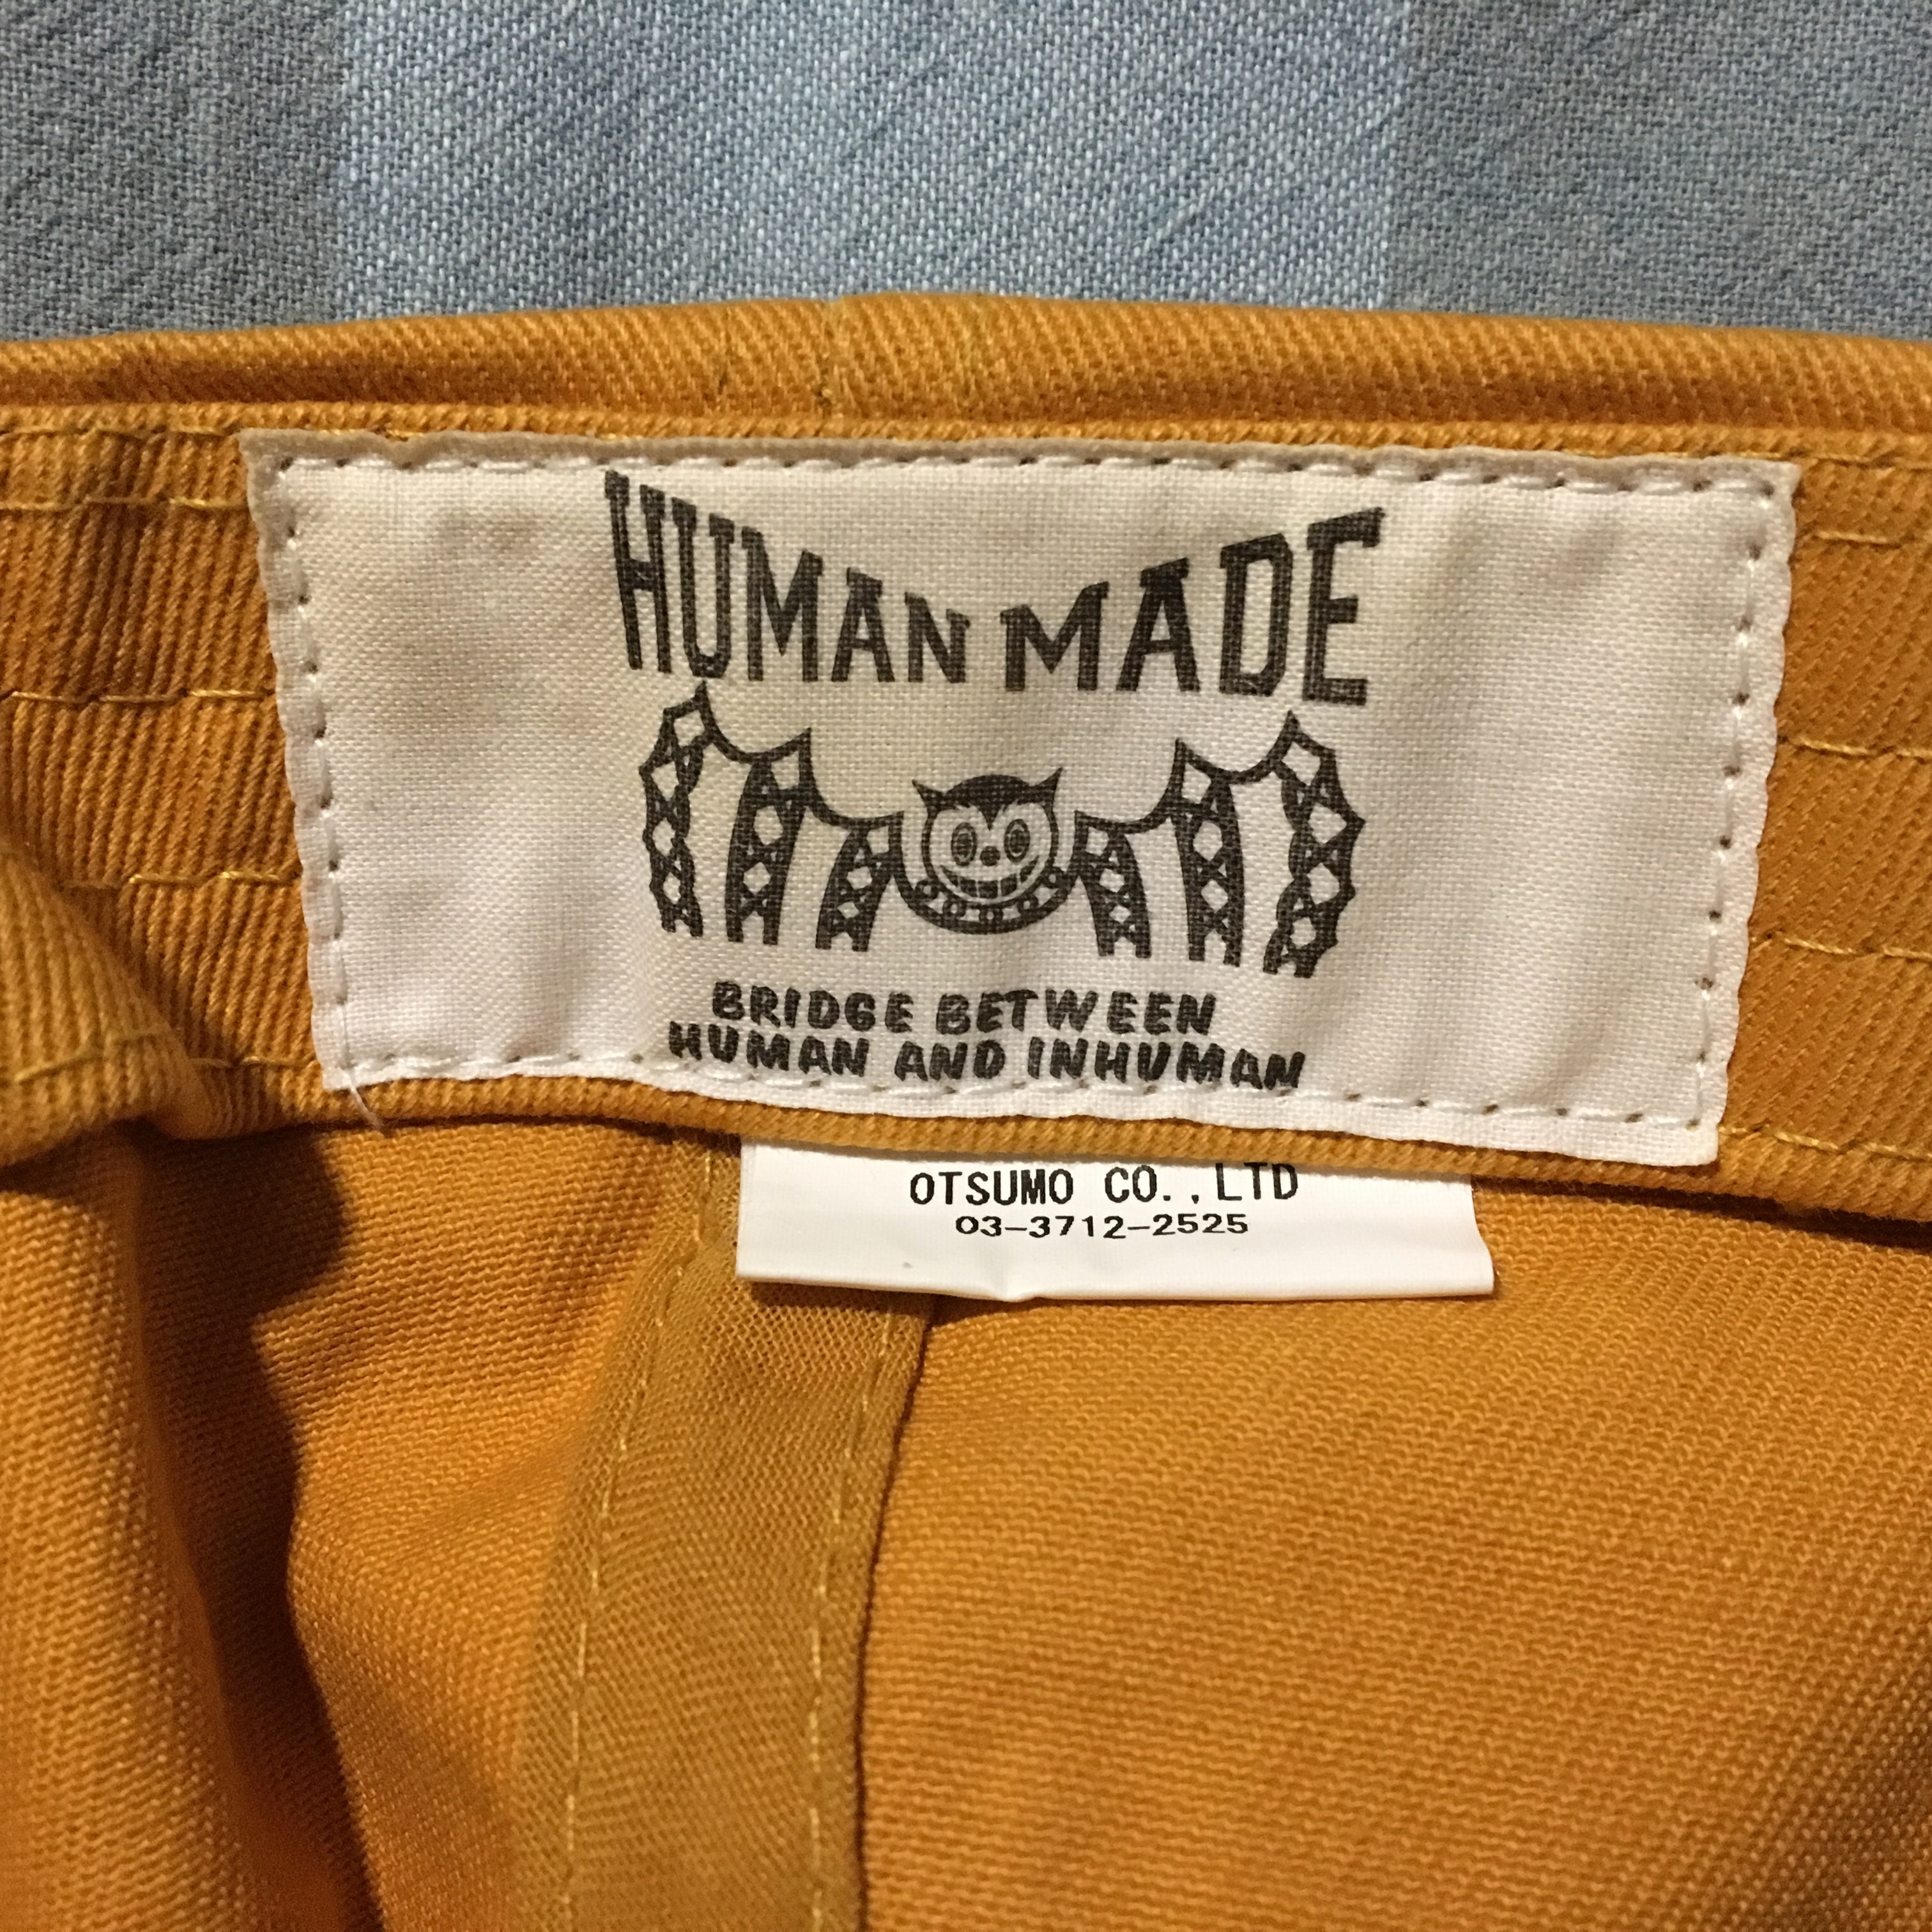 HUMAN MADE
BRIDGE BETWEEN
HUMAN AND INHUMAN
OTSUMO CO.,LTD
03-3712-2525